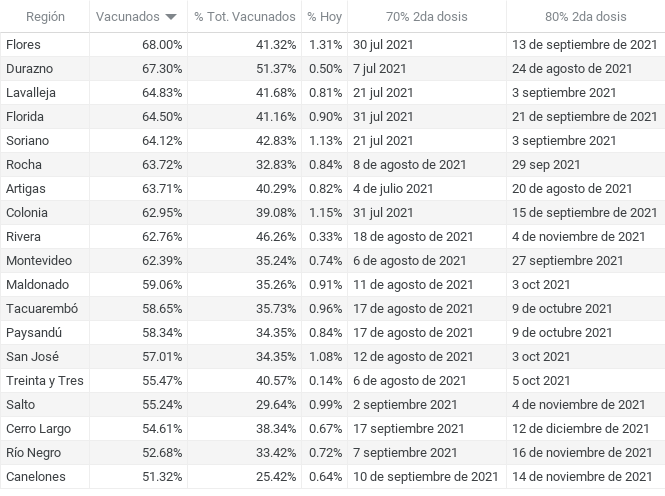 Región Vacunados % Tot. Vacunados % Hoy 70% 2da dosis 80% 2da dosis
Flores 68.00% 41.32% 1.31% 30 jul 2021 13 de septiembre de 2021
Durazno 67.30% 51.37% 0.50% 7 jul 2021 24 de agosto de 2021
Lavalleja 64.83% 41.68% 0.81% 21 jul 2021 3 septiembre 2021
Florida 64.50% 41.16% 0.90% 31 jul 2021 21 de septiembre de 2021
Soriano 64.12% 42.83% 1.13% 21 jul 2021 3 septiembre 2021
Rocha 63.72% 32.83% 0.84% 8 de agosto de 2021 29 sep 2021
Artigas 63.71% 40.29% 0.82% 4 de julio 2021 20 de agosto de 2021
Colonia 62.95% 39.08% 1.15% 31 jul 2021 15 de septiembre de 2021
Rivera 62.76% 46.26% 0.33% 18 de agosto de 2021 4 de noviembre de 2021
Montevideo 62.39% 35.24% 0.74% 6 de agosto de 2021 27 septiembre 2021
Maldonado 59.06% 35.26% 0.91% 11 de agosto de 2021 3 oct 2021
Tacuarembó 58.65% 35.73% 0.96% 17 de agosto de 2021 9 de octubre 2021
Paysandú 58.34% 34.35% 0.84% 17 de agosto de 2021 9 de octubre 2021
San José 57.01% 34.35% 1.08% 12 de agosto de 2021 3 oct 2021
Treinta y Tres 55.47% 40.57% 0.14% 6 de agosto de 2021 5 oct 2021
Salto 55.24% 29.64% 0.99% 2 septiembre 2021 4 de noviembre de 2021
Cerro Largo 54.61% 38.34% 0.67% 17 septiembre 2021 12 de diciembre de 2021
Río Negro 52.68% 33.42% 0.72% 7 septiembre 2021 16 de noviembre de 2021
Canelones 51.32% 25.42% 0.64% 10 de septiembre de 2021 14 de noviembre de 2021